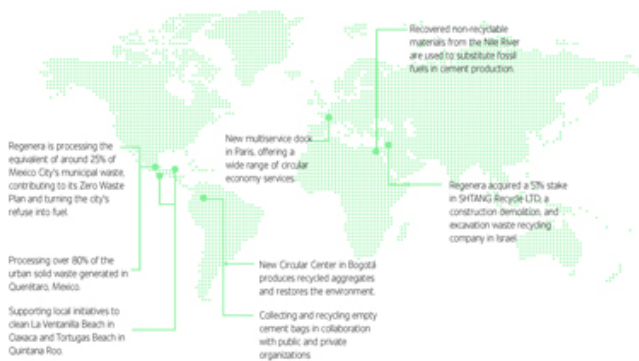 Recovered non-recyclable
materials from the Nile River
are used to substitute fossil
fuels in cement production.
New multiservice dock
in Paris, offering a
wide range of circular
economy services.
Regenera is processing the
equivalent of around 25% of
Mexico City's municipal waste,
contributing to its Zero Waste
Plan and turning the city's
refuse into fuel.
Regenera acquired a 51% stake
in SHTANG Recycle LTD, a
construction demolition, and
excavation waste recycling
company in Israel
Processing over 80% of the
urban solid waste generated in
Querétaro, Mexico.
New Circular Center in Bogotá
produces recycled aggregates
and restores the environment.
Supporting local initiatives to
clean La Ventanilla Beach in
Oaxaca and Tortugas Beach in
Quintana Roo.
Collecting and recycling empty
cement bags in collaboration
with public and private
organizations